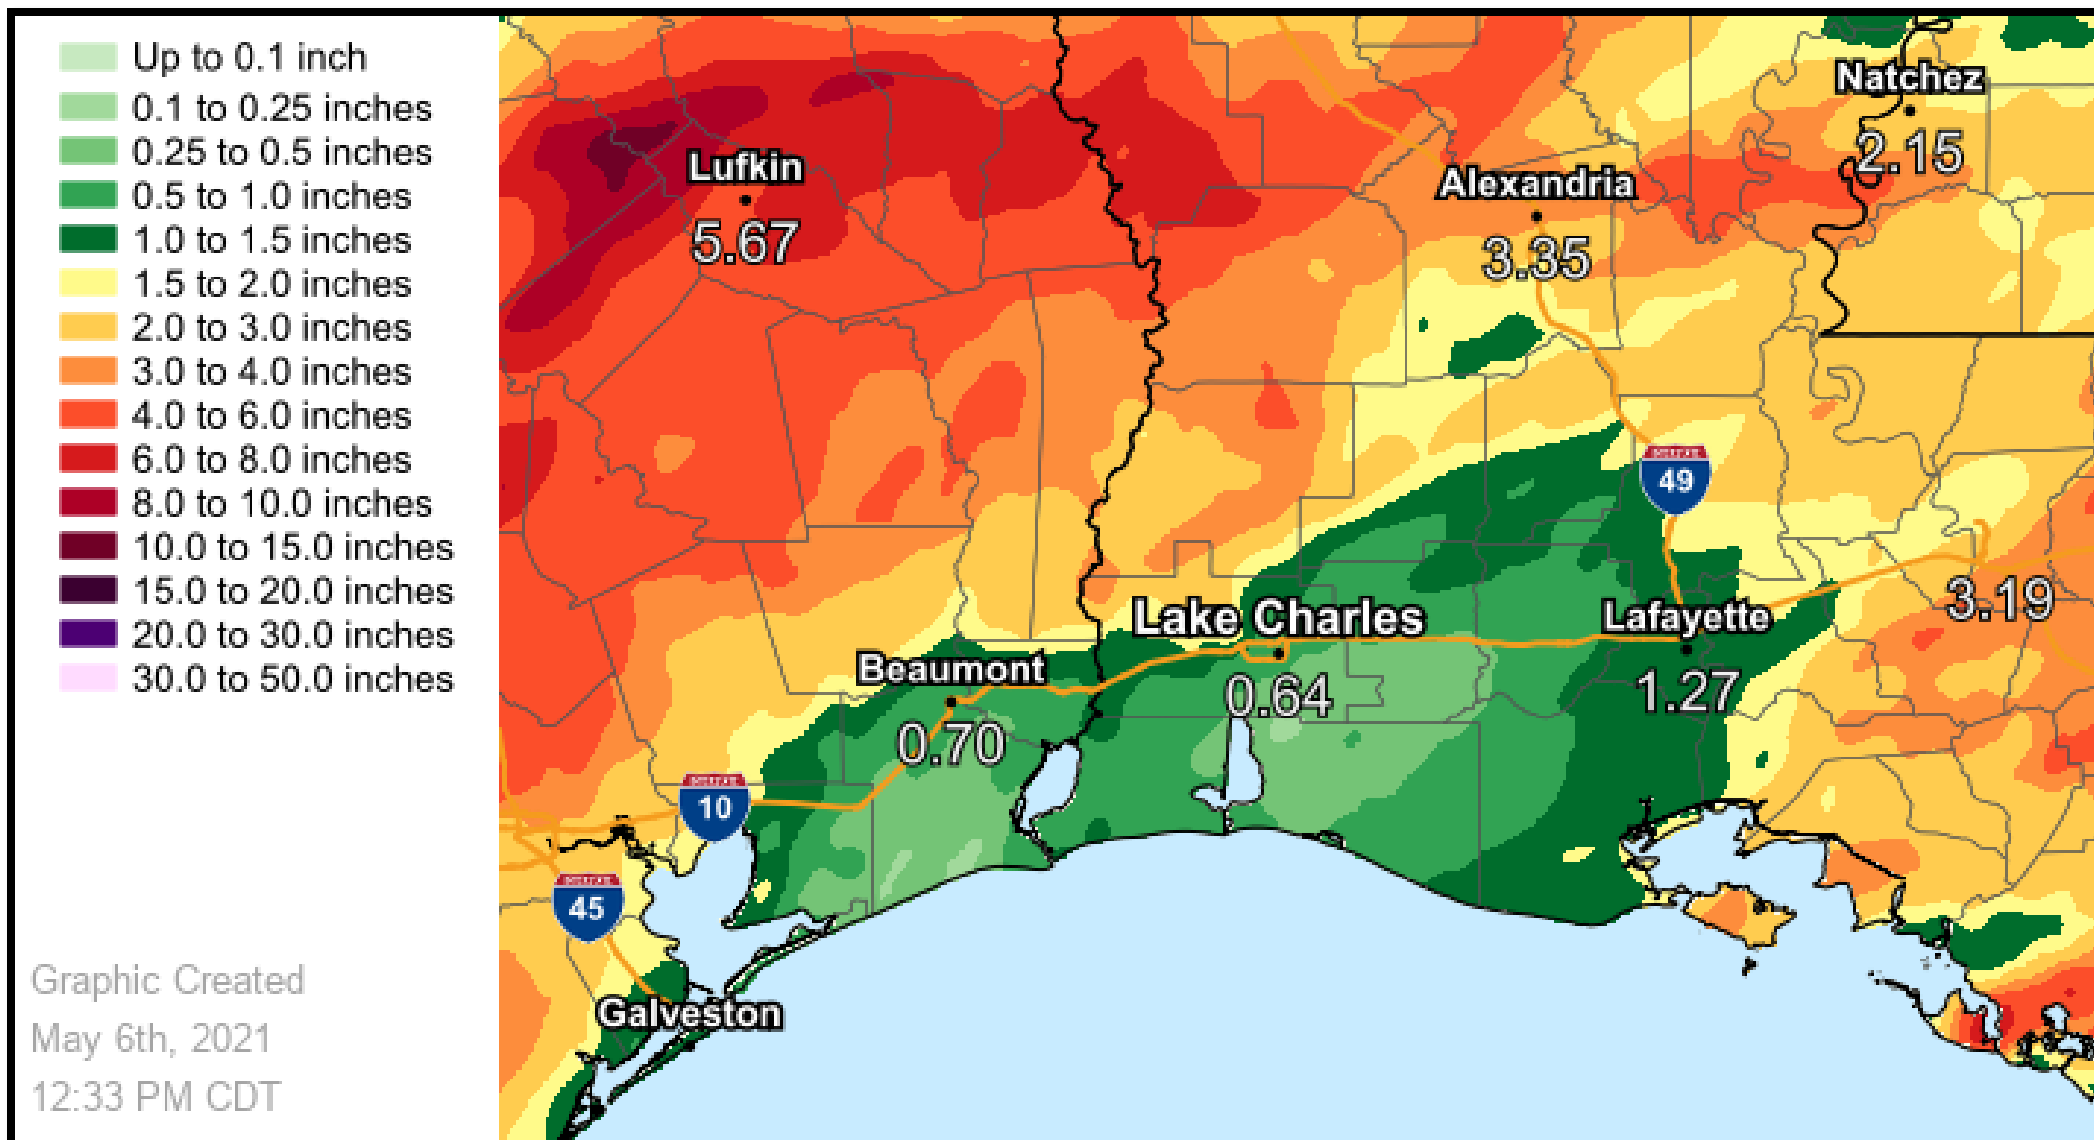 Up to 0.1 inch
0.1 to 0.25 inches
0.25 to 0.5 inches
0.5 to 1.0 inches
1.0 to 1.5 inches
1.5 to 2.0 inches
2.0 to 3.0 inches
3.0 to 4.0 inches
4.0 to 6.0 inches
6.0 to 8.0 inches
8.0 to 10.0 inches
10.0 to 15.0 inches
15.0 to 20.0 inches
20.0 to 30.0 inches
30.0 to 50.0 inches
Graphic Created
May 6th, 2021
12:33 PM CDT
Natchez
2.15
Lufkin
5.67
Alexandria
3.35
49
3.19
Lake Charles
0.64
Lafayette
1.27
Beaumont
0.70
10
45
Galveston